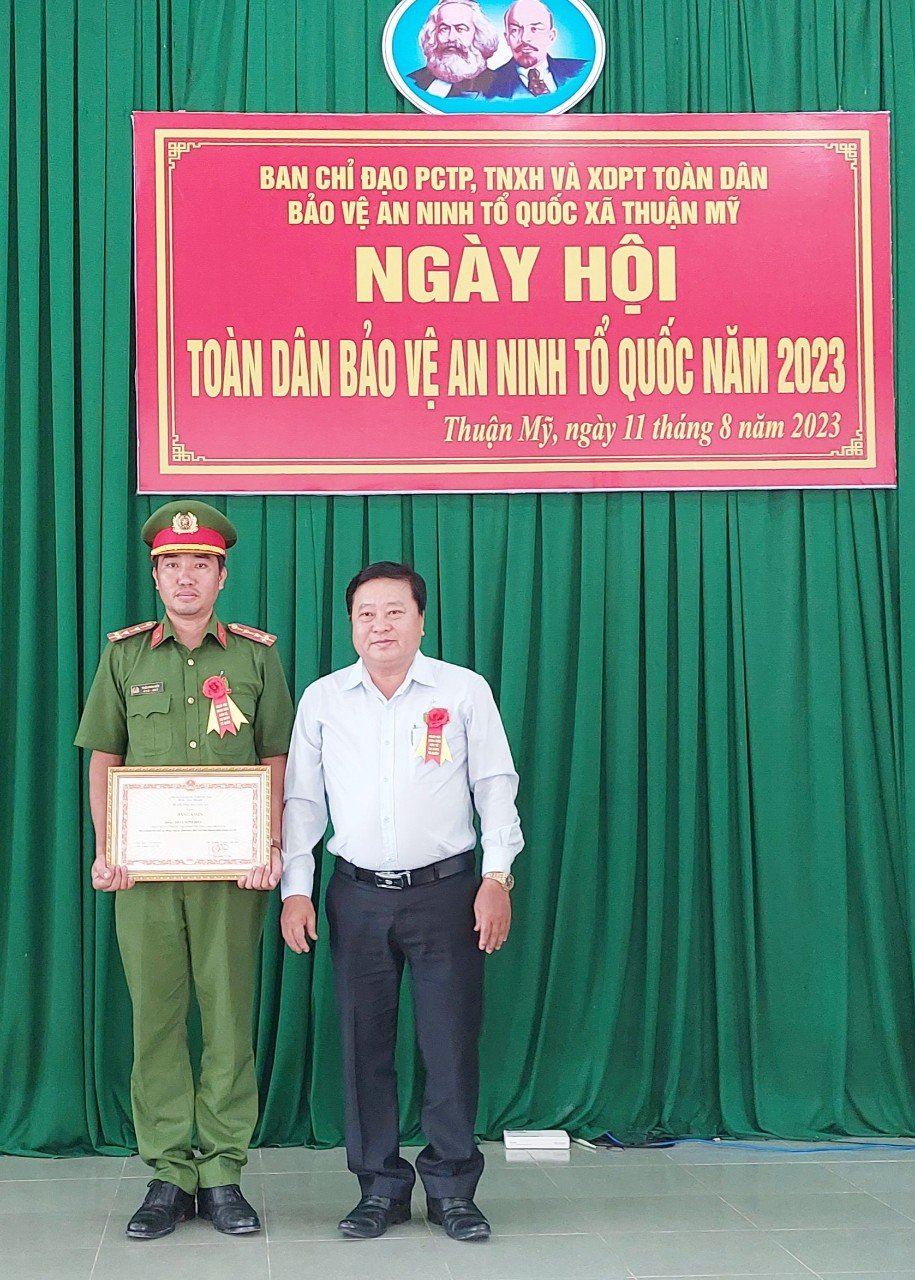 BAN CHỈ ĐẠO PCTP, TNXH VÀ XDPT TOÀN DÂN
BẢO VỆ AN NINH TỔ QUỐC XÃ THUẬN MỸ
NGÀY HỘI
TOÀN DÂN BẢO VỆ AN NINH TỔ QUỐC NĂM 2023
Thuận Mỹ, ngày 11 tháng 8 năm 2023